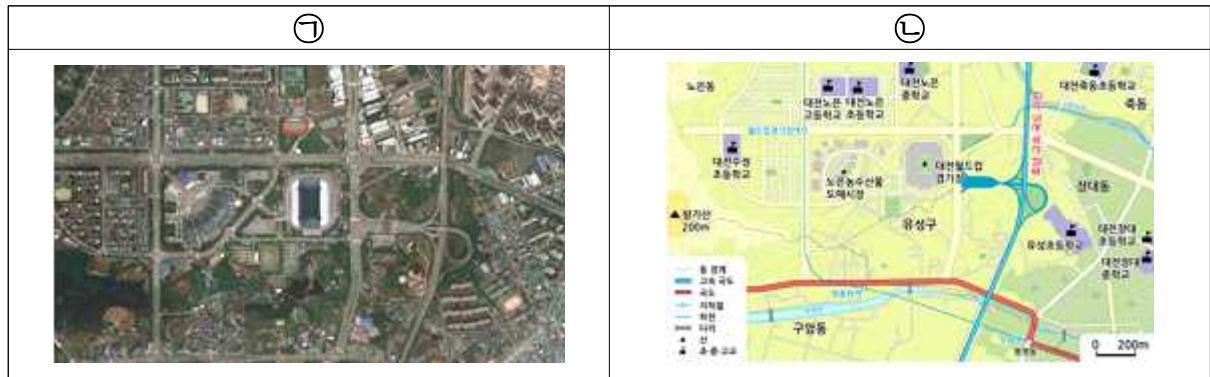 ㉠
㉡
노은동
대전노은
고등학교
대전노은
초등학교
대전노은
중학교
대전죽동초등학교
죽동
대전수정
초등학교
노은농수산물
도매시장
대전월드컵
경기장
장대동
유성구
200m
유성초등학교
대전장대
초등학교
대전장대
중학교
동 경계
고속 국도
국도
지하철
하천
다리
산
초·중·고교
구암동
0 200m